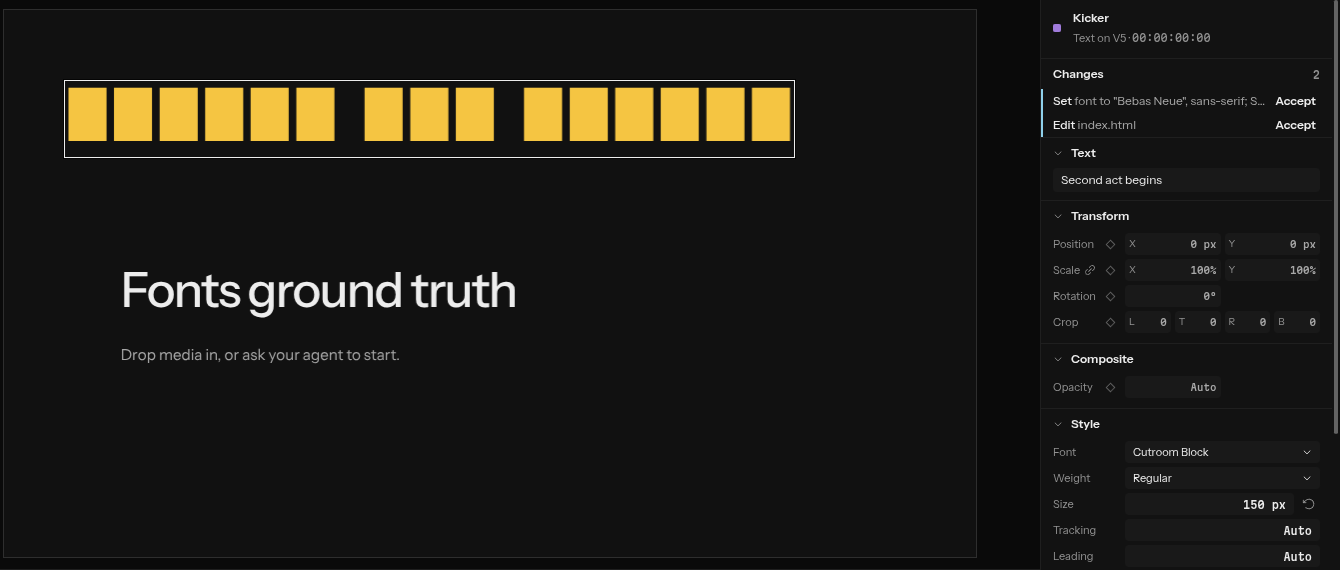 Kicker
Text on V5·00:00:00:00
Changes 2
Set font to "Bebas Neue", sans-serif; S... Accept
Edit index.html Accept
Text
Second act begins
Transform
Position X 0 px Y 0 px
Scale X 100% Y 100%
Rotation 0°
Crop L 0 T 0 R 0 B 0
Composite
Opacity Auto
Style
Font Cutroom Block
Weight Regular
Size 150 px
Tracking Auto
Leading Auto
Fonts ground truth
Drop media in, or ask your agent to start.